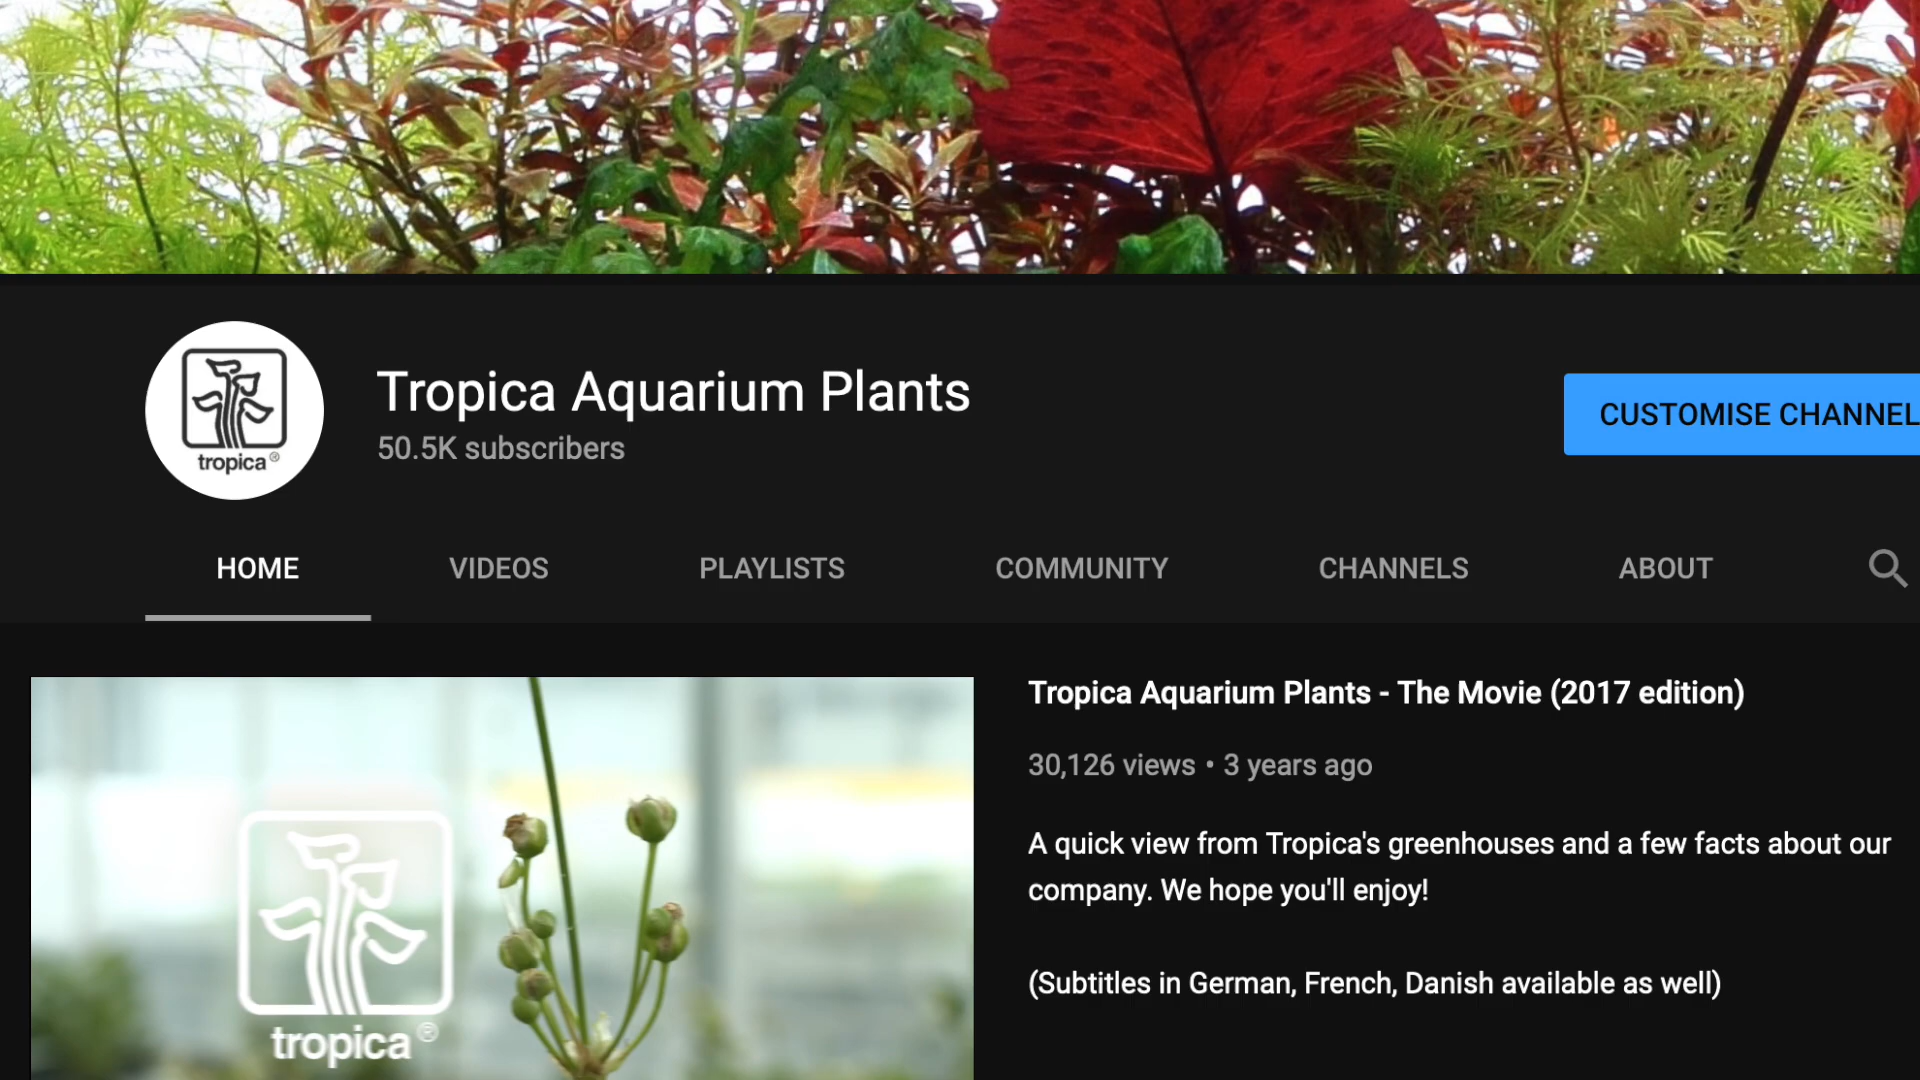 tropica®
Tropica Aquarium Plants
50.5K subscribers
CUSTOMISE CHANNEL
HOME
VIDEOS
PLAYLISTS
COMMUNITY
CHANNELS
ABOUT
tropica®
Tropica Aquarium Plants - The Movie (2017 edition)
30,126 views • 3 years ago
A quick view from Tropica's greenhouses and a few facts about our
company. We hope you'll enjoy!
(Subtitles in German, French, Danish available as well)